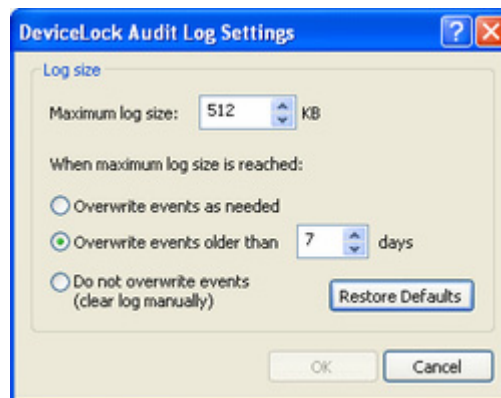 DeviceLock Audit Log Settings
Log size
Maximum log size: 512 KB
When maximum log size is reached:
Overwrite events as needed
Overwrite events older than 7 days
Do not overwrite events
(clear log manually)
Restore Defaults
OK Cancel